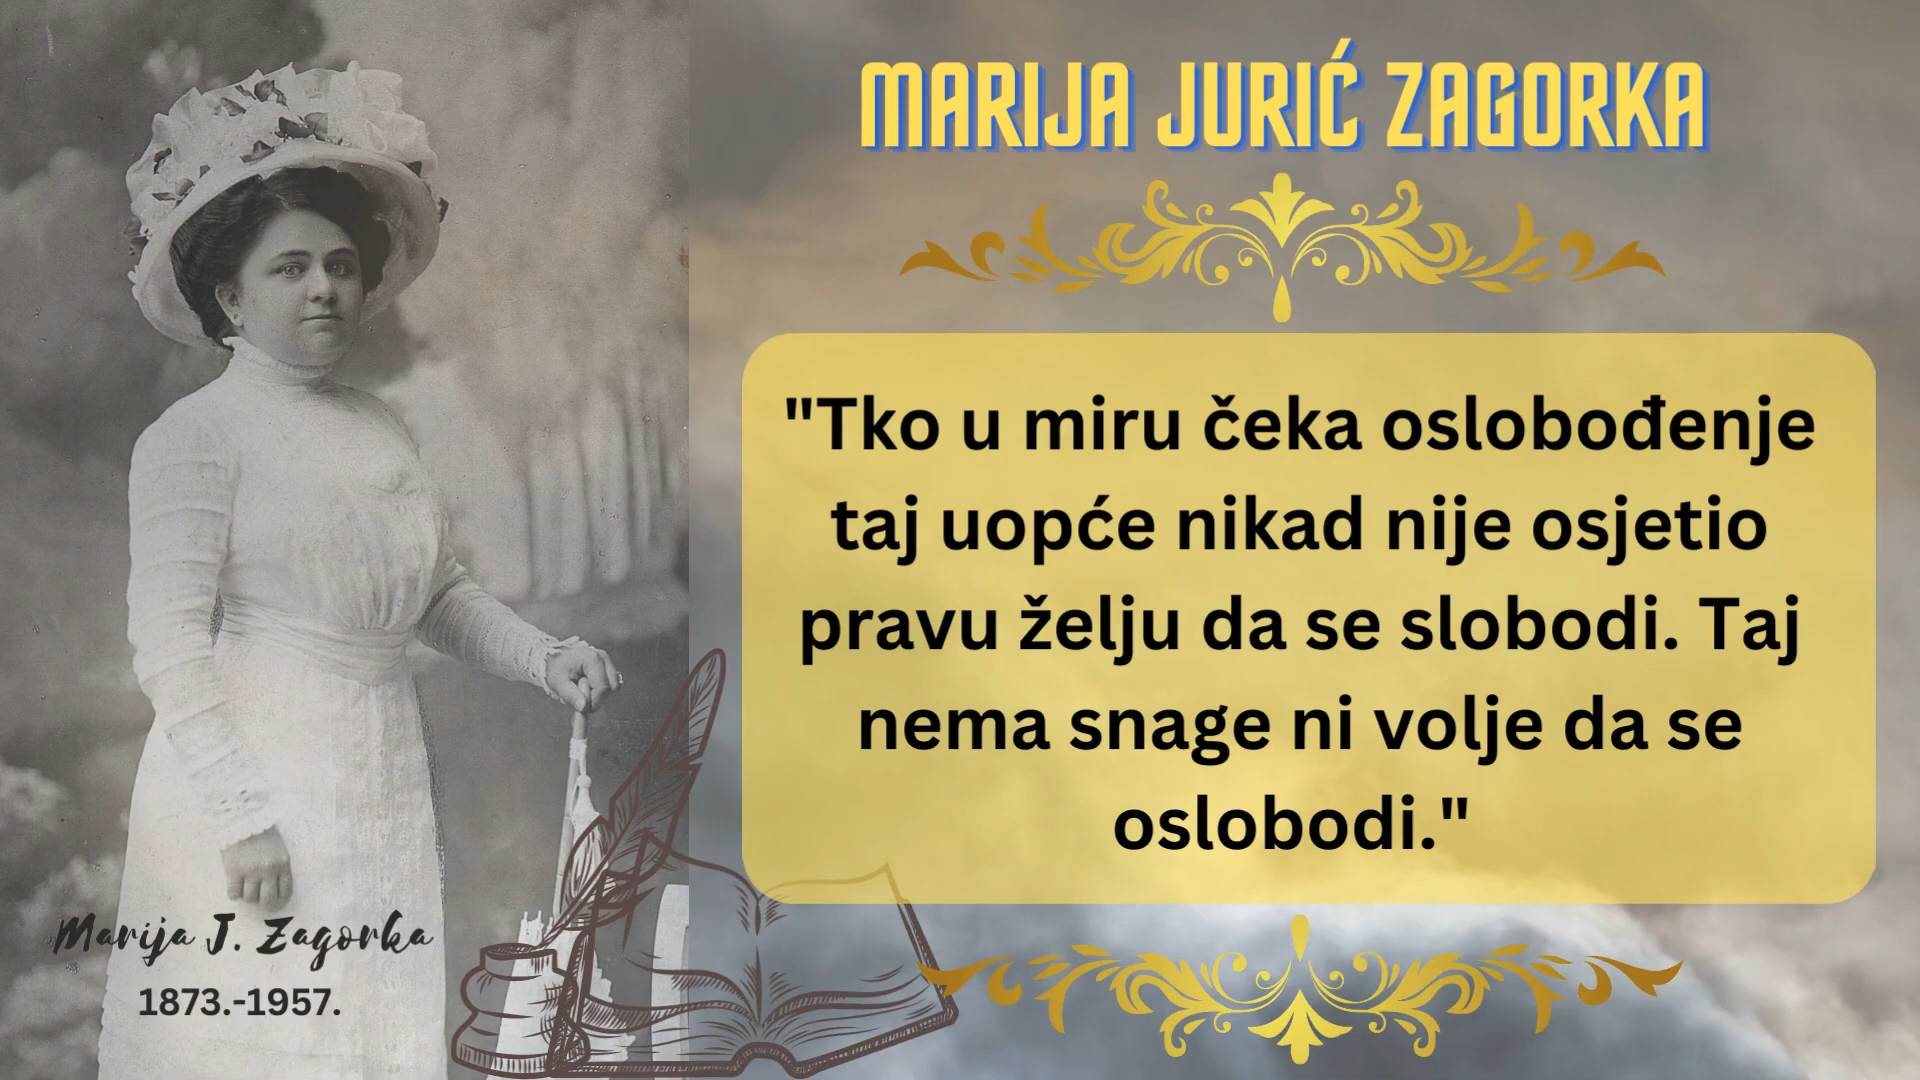 MARIJA JURIĆ ZAGORKA
"Tko u miru čeka oslobođenje
taj uopće nikad nije osjetio
pravu želju da se slobodi. Taj
nema snage ni volje da se
oslobodi."
Marija J. Zagorka
1873.-1957.